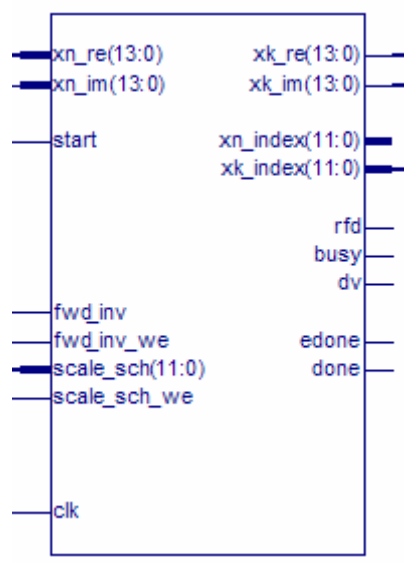 xn_re(13:0) xk_re(13:0)
xn_im(13:0) xk_im(13:0)
start xn_index(11:0)
xk_index(11:0)
rfd
busy
dv
fwd_inv
fwd_inv_we edone
scale_sch(11:0) done
scale_sch_we
clk